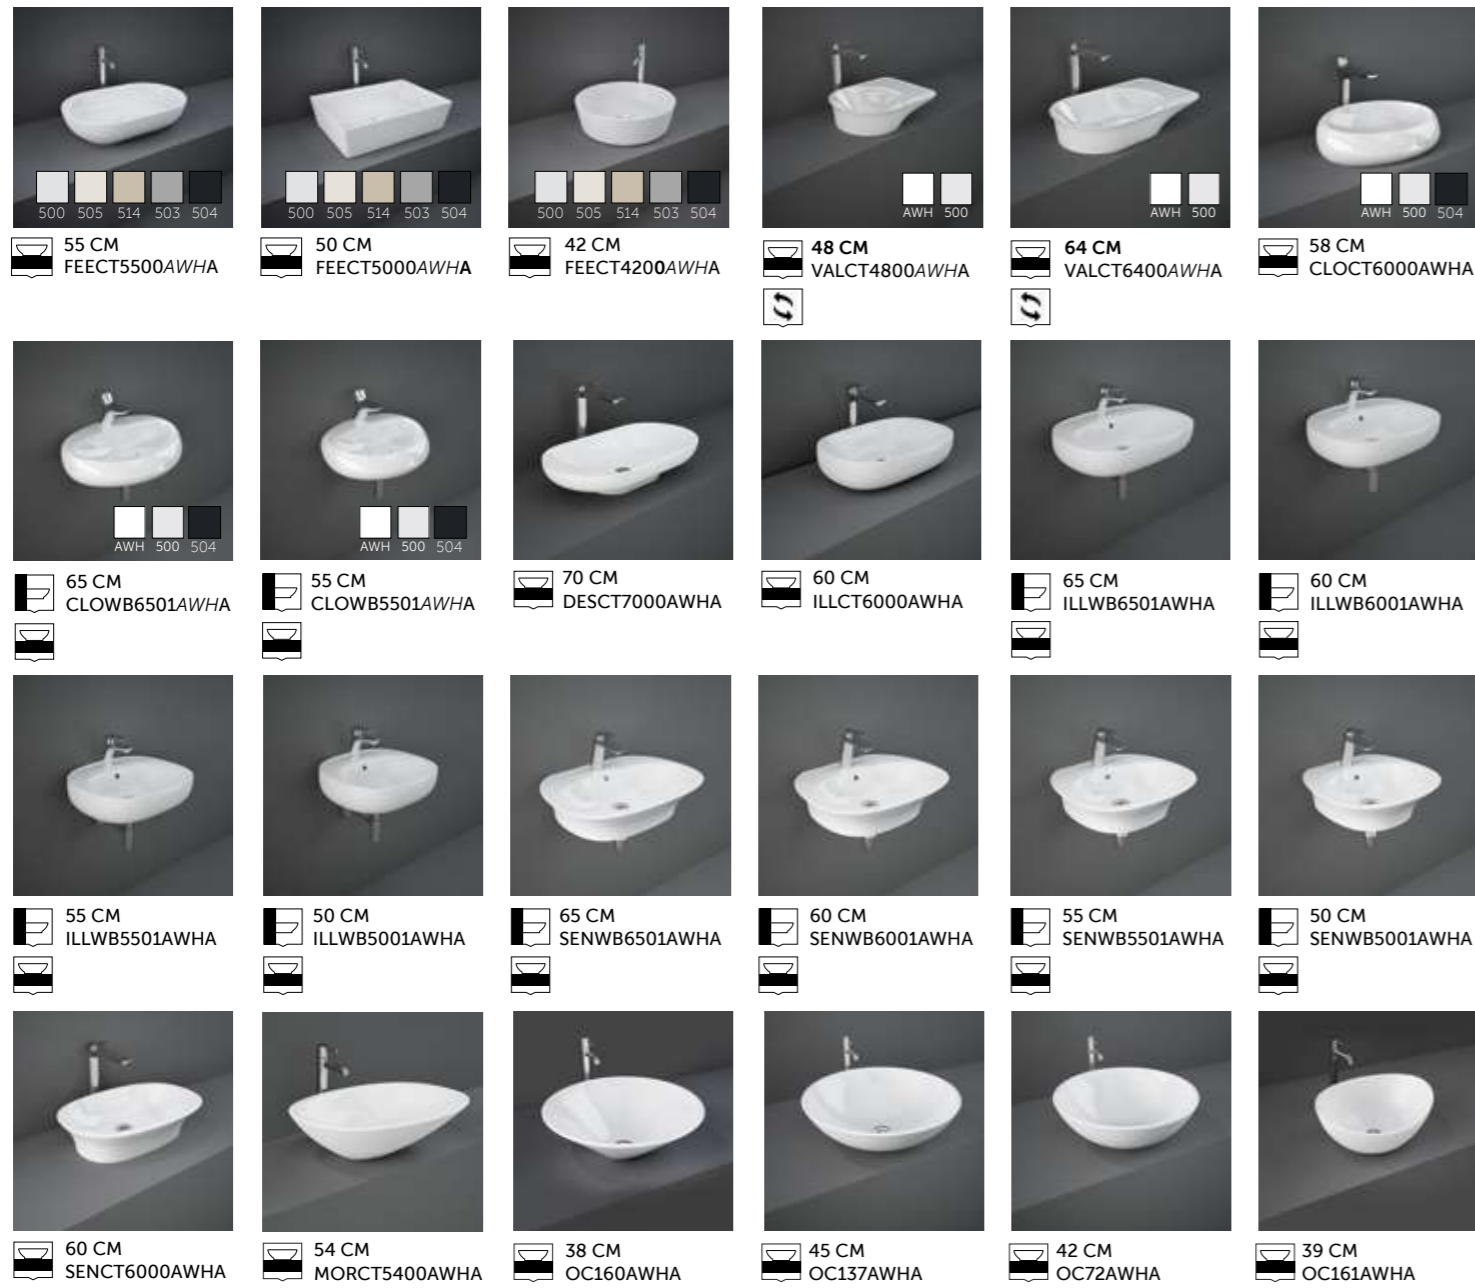 500 505 514 503 504
500 505 514 503 504
500 505 514 503 504
AWH 500
AWH 500
AWH 500 504
55 CM
FEECT5500AWHA
50 CM
FEECT5000AWHA
42 CM
FEECT4200AWHA
48 CM
VALCT4800AWHA
64 CM
VALCT6400AWHA
58 CM
CLOCT6000AWHA
AWH 500 504
AWH 500 504
65 CM
CLOWB6501AWHA
55 CM
CLOWB5501AWHA
70 CM
DESCT7000AWHA
60 CM
ILLCT6000AWHA
65 CM
ILLWB6501AWHA
60 CM
ILLWB6001AWHA
55 CM
ILLWB5501AWHA
50 CM
ILLWB5001AWHA
65 CM
SENWB6501AWHA
60 CM
SENWB6001AWHA
55 CM
SENWB5501AWHA
50 CM
SENWB5001AWHA
60 CM
SENCT6000AWHA
54 CM
MORCT5400AWHA
38 CM
OC160AWHA
45 CM
OC137AWHA
42 CM
OC72AWHA
39 CM
OC161AWHA